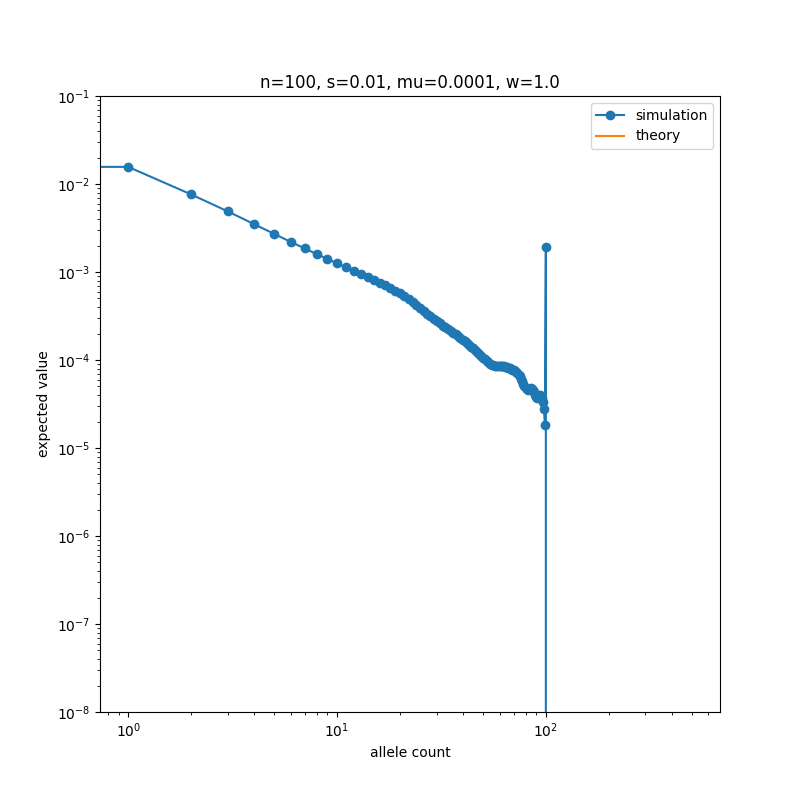 n=100, s=0.01, mu=0.0001, w=1.0
simulation
theory
10⁻¹
10⁻²
10⁻³
10⁻⁴
10⁻⁵
10⁻⁶
10⁻⁷
10⁻⁸
expected value
10⁰ 10¹ 10²
allele count